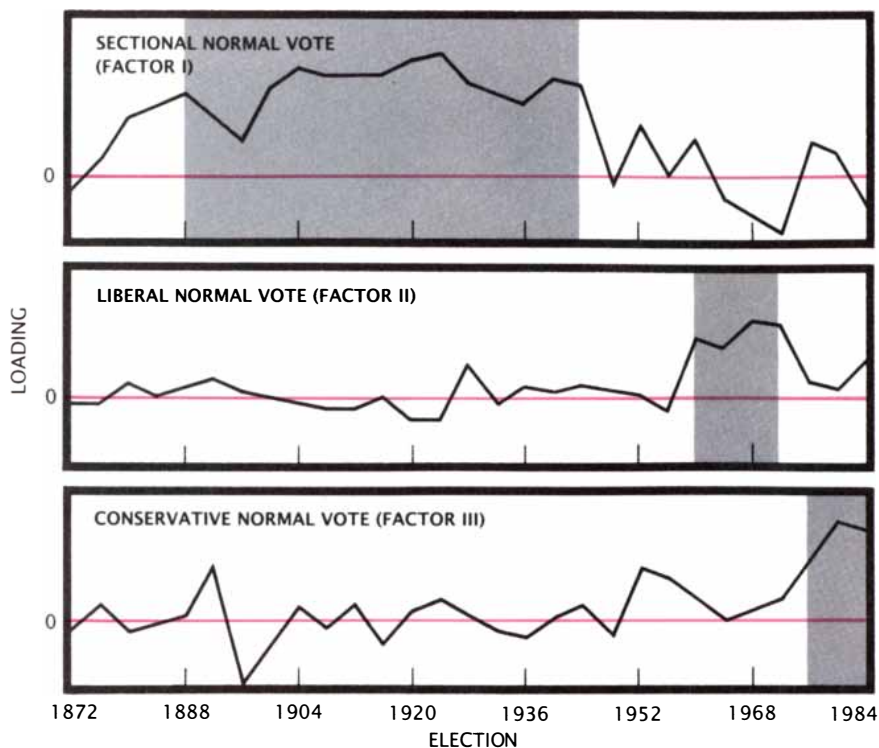 SECTIONAL NORMAL VOTE
(FACTOR I)
0
LIBERAL NORMAL VOTE (FACTOR II)
LOADING
0
CONSERVATIVE NORMAL VOTE (FACTOR III)
0
1872 1888 1904 1920 1936 1952 1968 1984
ELECTION